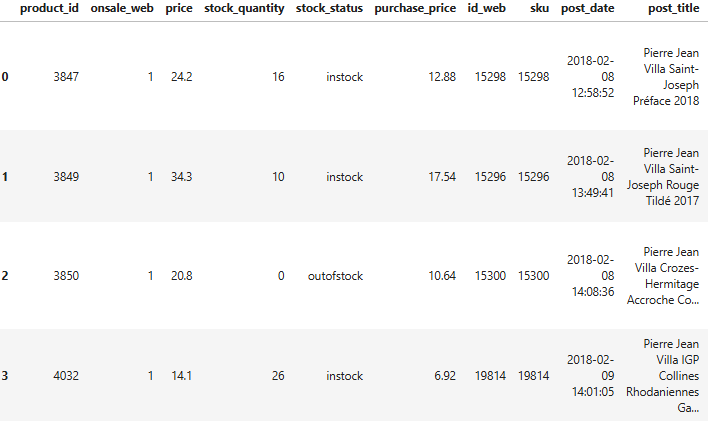 product_id onsale_web price stock_quantity stock_status purchase_price id_web sku post_date post_title
0 3847 1 24.2 16 instock 12.88 15298 15298 2018-02-08 12:58:52 Pierre Jean Villa Saint-Joseph Préface 2018
1 3849 1 34.3 10 instock 17.54 15296 15296 2018-02-08 13:49:41 Pierre Jean Villa Saint-Joseph Rouge Tildé 2017
2 3850 1 20.8 0 outofstock 10.64 15300 15300 2018-02-08 14:08:36 Pierre Jean Villa Crozes-Hermitage Accroche Co...
3 4032 1 14.1 26 instock 6.92 19814 19814 2018-02-09 14:01:05 Pierre Jean Villa IGP Collines Rhodaniennes Ga...